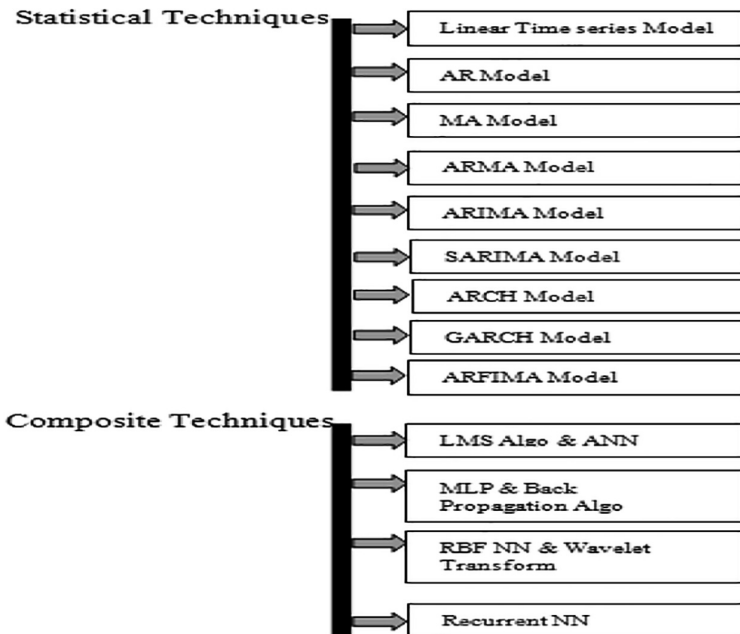 Statistical Techniques
Linear Time series Model
AR Model
MA Model
ARMA Model
ARIMA Model
SARIMA Model
ARCH Model
GARCH Model
ARFIMA Model
Composite Techniques
LMS Algo & ANN
MLP & Back
Propagation Algo
RBF NN & Wavelet
Transform
Recurrent NN